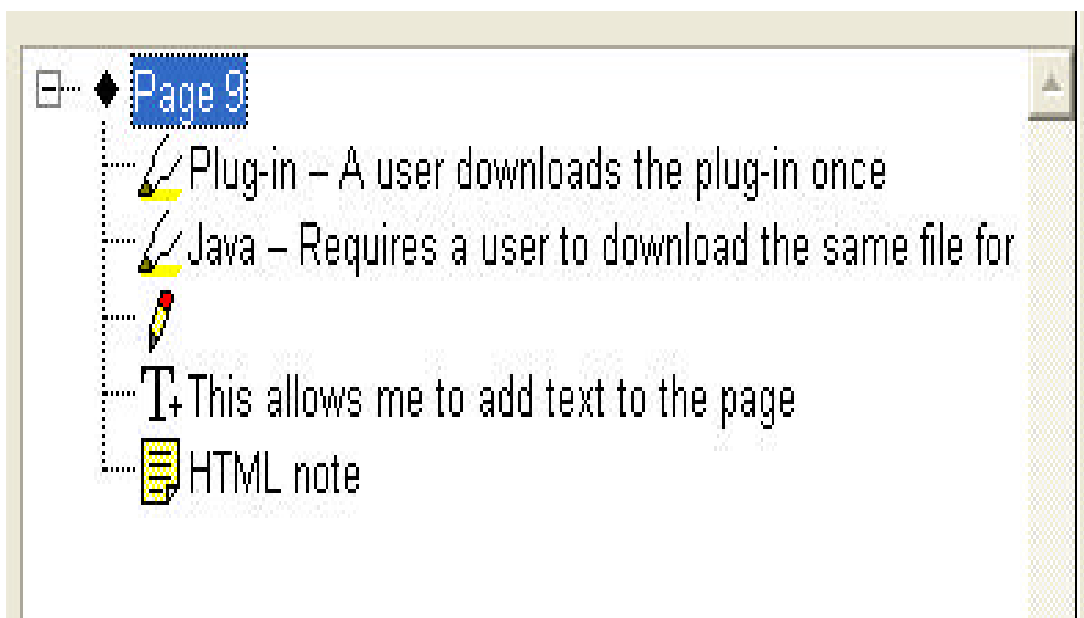 Page 9
Plug-in – A user downloads the plug-in once
Java – Requires a user to download the same file for
This allows me to add text to the page
HTML note